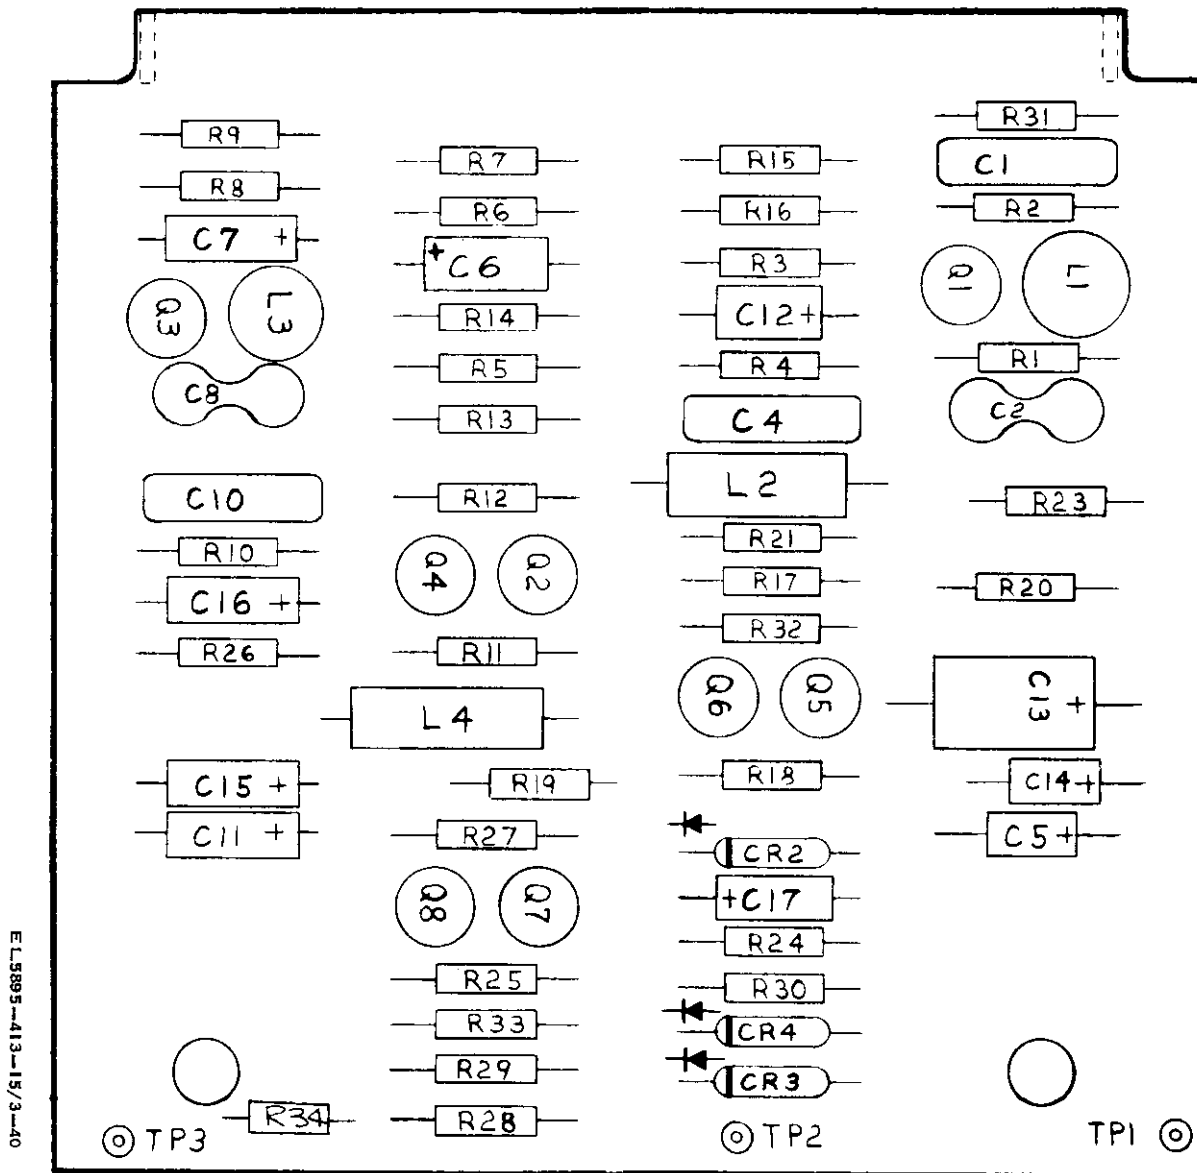 R9
R8
C7 +
Q3
L3
C8
C10
R10
C16 +
R26
C15 +
C11 +
R34
TP3
R7
R6
+ C6
R14
R5
R13
R12
Q4
Q2
R11
L4
R19
R27
Q8
Q7
R25
R33
R29
R28
R15
R16
R3
C12+
R4
C4
L2
R21
R17
R32
Q6
Q5
R18
CR2
+C17
R24
R30
CR4
CR3
TP2
R31
C1
R2
Q1
L1
R1
C2
R23
R20
C13 +
C14+
C5+
TP1
EL5895-413-15/3-40